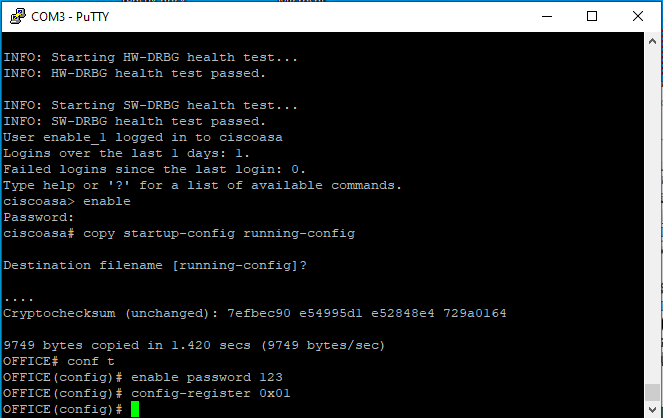 COM3 - PuTTY
INFO: Starting HW-DRBG health test...
INFO: HW-DRBG health test passed.
INFO: Starting SW-DRBG health test...
INFO: SW-DRBG health test passed.
User enable_1 logged in to ciscoasa
Logins over the last 1 days: 1.
Failed logins since the last login: 0.
Type help or '?' for a list of available commands.
ciscoasa> enable
Password:
ciscoasa# copy startup-config running-config
Destination filename [running-config]?
....
Cryptochecksum (unchanged): 7efbec90 e54995d1 e52848e4 729a0164
9749 bytes copied in 1.420 secs (9749 bytes/sec)
OFFICE# conf t
OFFICE(config)# enable password 123
OFFICE(config)# config-register 0x01
OFFICE(config)#